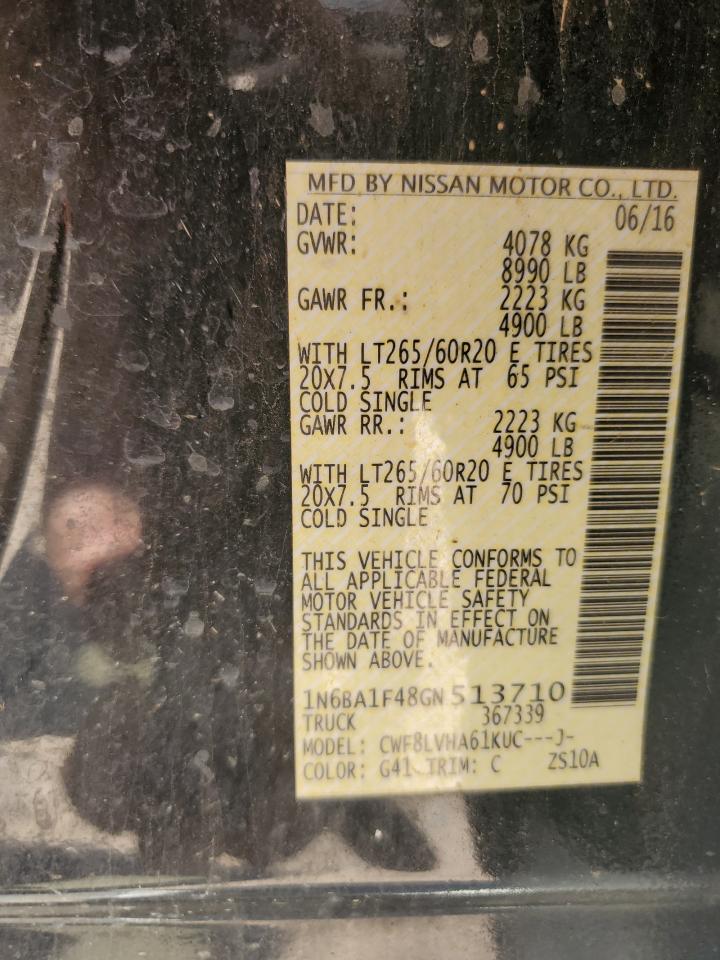 MFD BY NISSAN MOTOR CO., LTD.
DATE: 06/16
GVWR: 4078 KG
8990 LB
GAWR FR.: 2223 KG
4900 LB
WITH LT265/60R20 E TIRES
20X7.5 RIMS AT 65 PSI
COLD SINGLE
GAWR RR.: 2223 KG
4900 LB
WITH LT265/60R20 E TIRES
20X7.5 RIMS AT 70 PSI
COLD SINGLE
THIS VEHICLE CONFORMS TO
ALL APPLICABLE FEDERAL
MOTOR VEHICLE SAFETY
STANDARDS IN EFFECT ON
THE DATE OF MANUFACTURE
SHOWN ABOVE.
1N6BA1F48GN513710
TRUCK 367339
MODEL: CWF8LVHA61KUC---J-
COLOR: G41 TRIM: C ZS10A